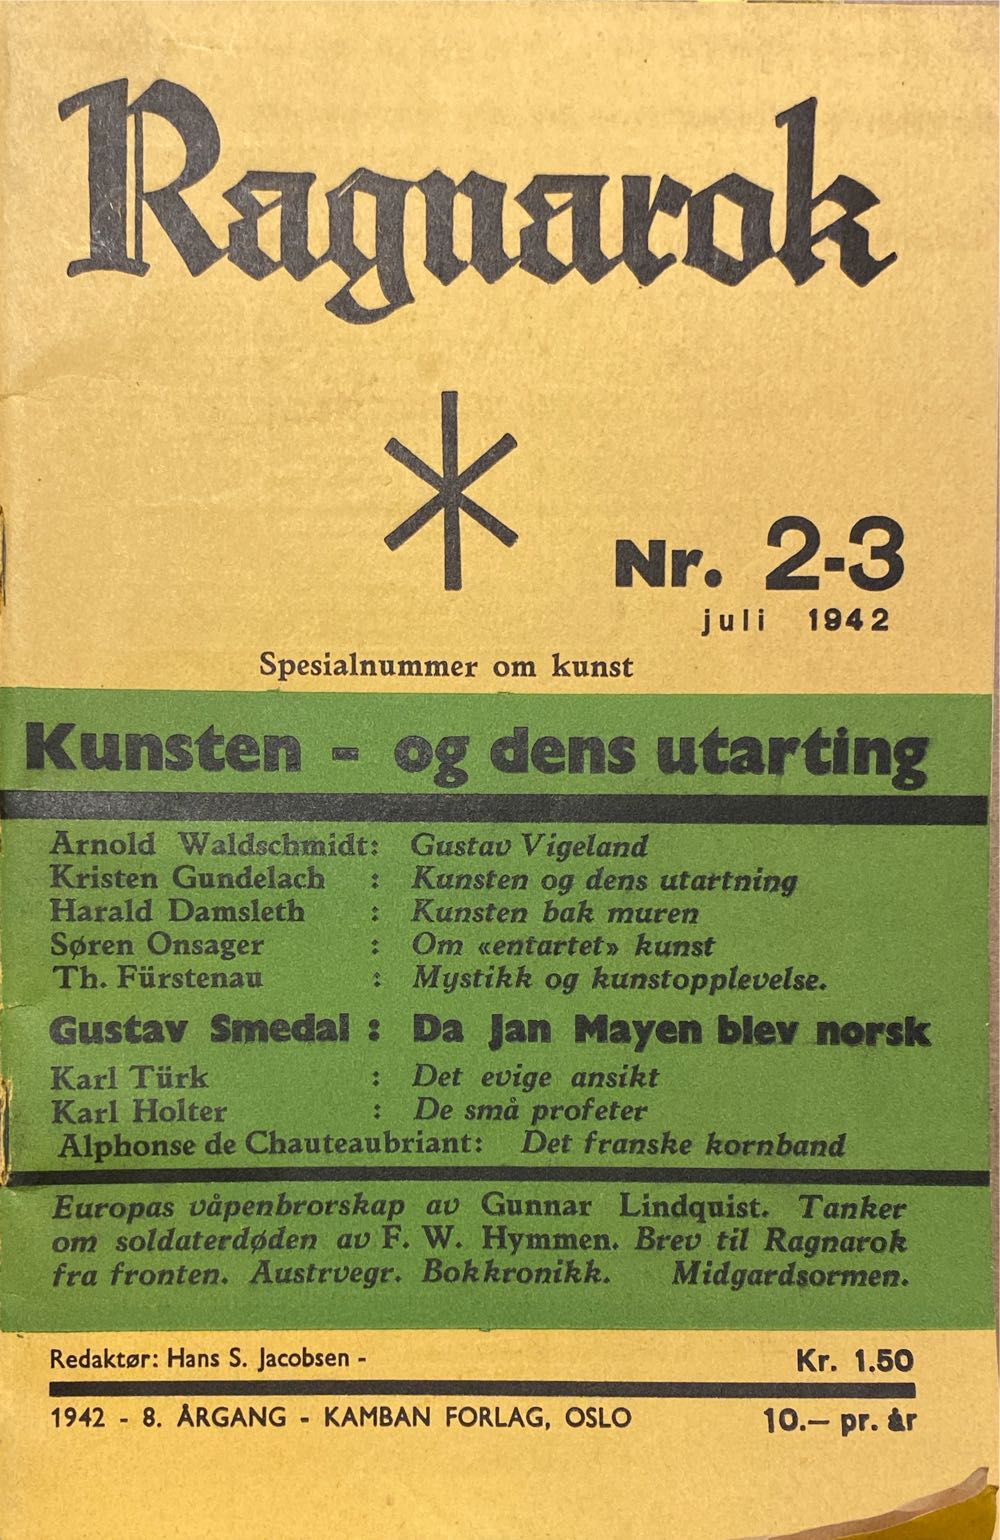 Ragnarok
Nr. 2-3
juli 1942
Spesialnummer om kunst
Kunsten - og dens utarting
Arnold Waldschmidt: Gustav Vigeland
Kristen Gundelach : Kunsten og dens utartning
Harald Damsleth : Kunsten bak muren
Søren Onsager : Om «entartet» kunst
Th. Fürstenau : Mystikk og kunstopplevelse.
Gustav Smedal : Da Jan Mayen blev norsk
Karl Türk : Det evige ansikt
Karl Holter : De små profeter
Alphonse de Chauteaubriant: Det franske kornband
Europas våpenbrorskap av Gunnar Lindquist. Tanker
om soldaterdøden av F. W. Hymmen. Brev til Ragnarok
fra fronten. Austrvegr. Bokkronikk. Midgardsormen.
Redaktør: Hans S. Jacobsen - Kr. 1.50
1942 - 8. ÅRGANG - KAMBAN FORLAG, OSLO 10.— pr. år